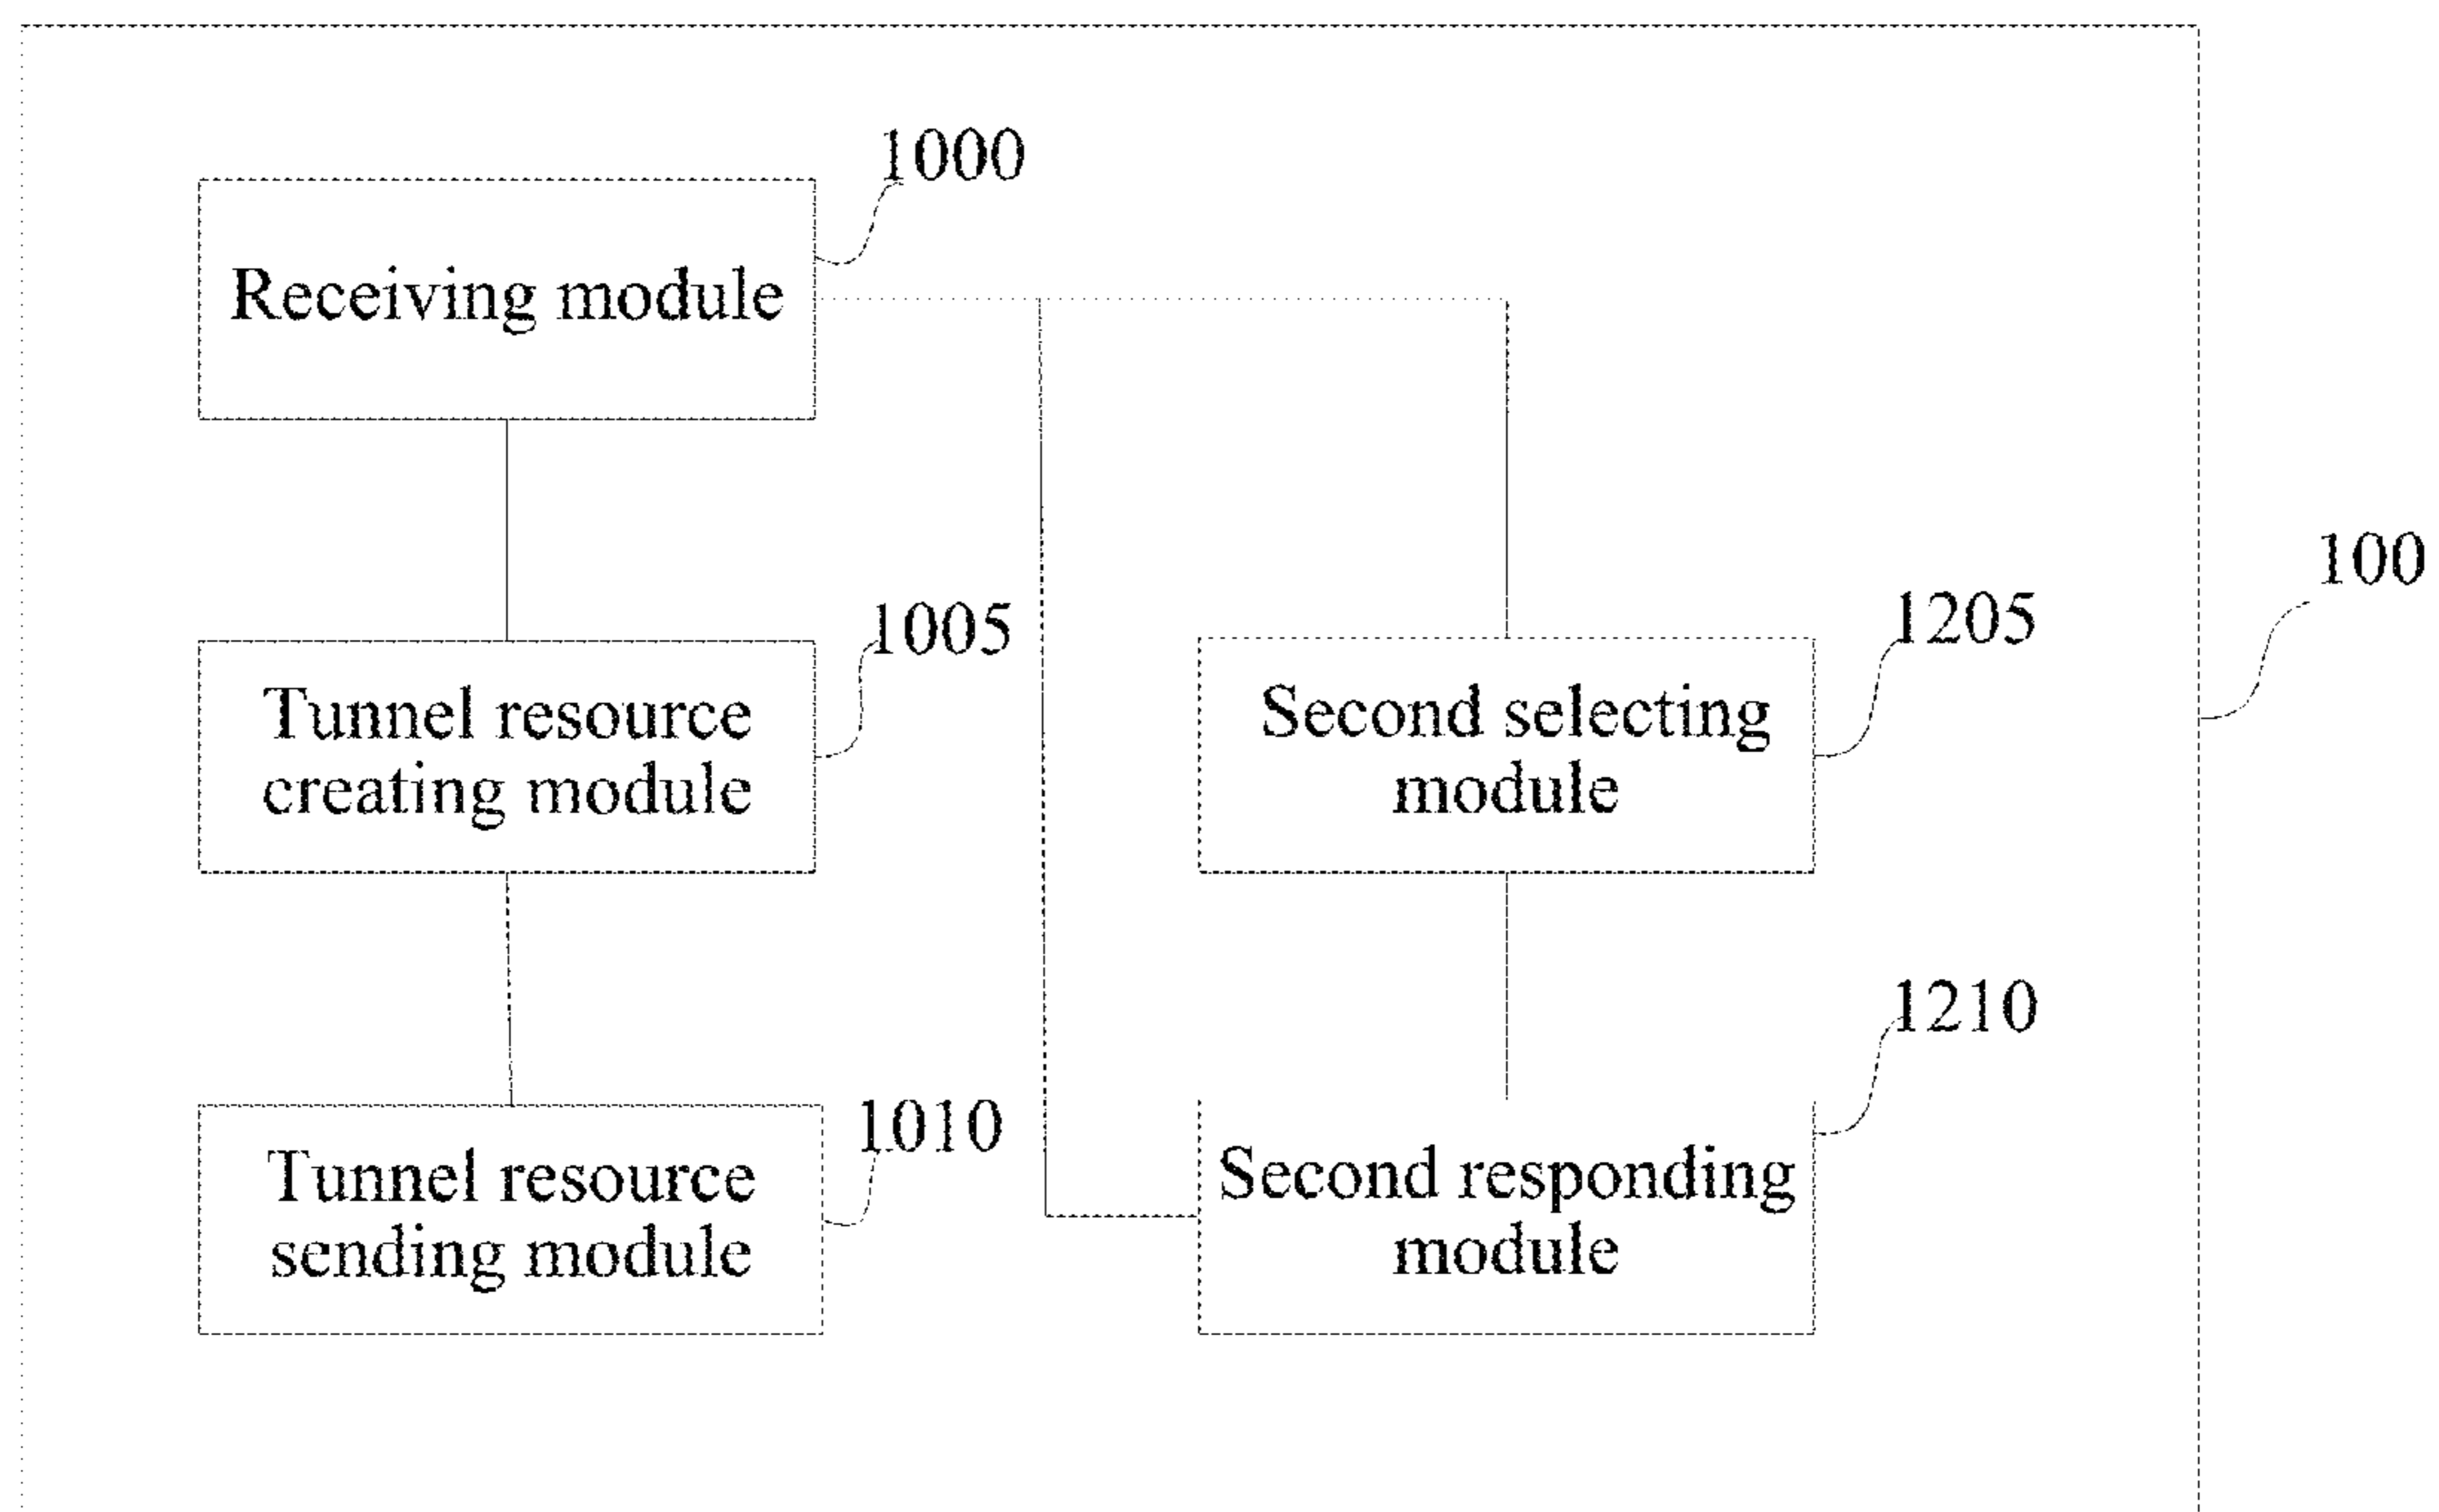 1000
Receiving module
100
1005
Tunnel resource
creating module
1205
Second selecting
module
1010
Tunnel resource
sending module
1210
Second responding
module